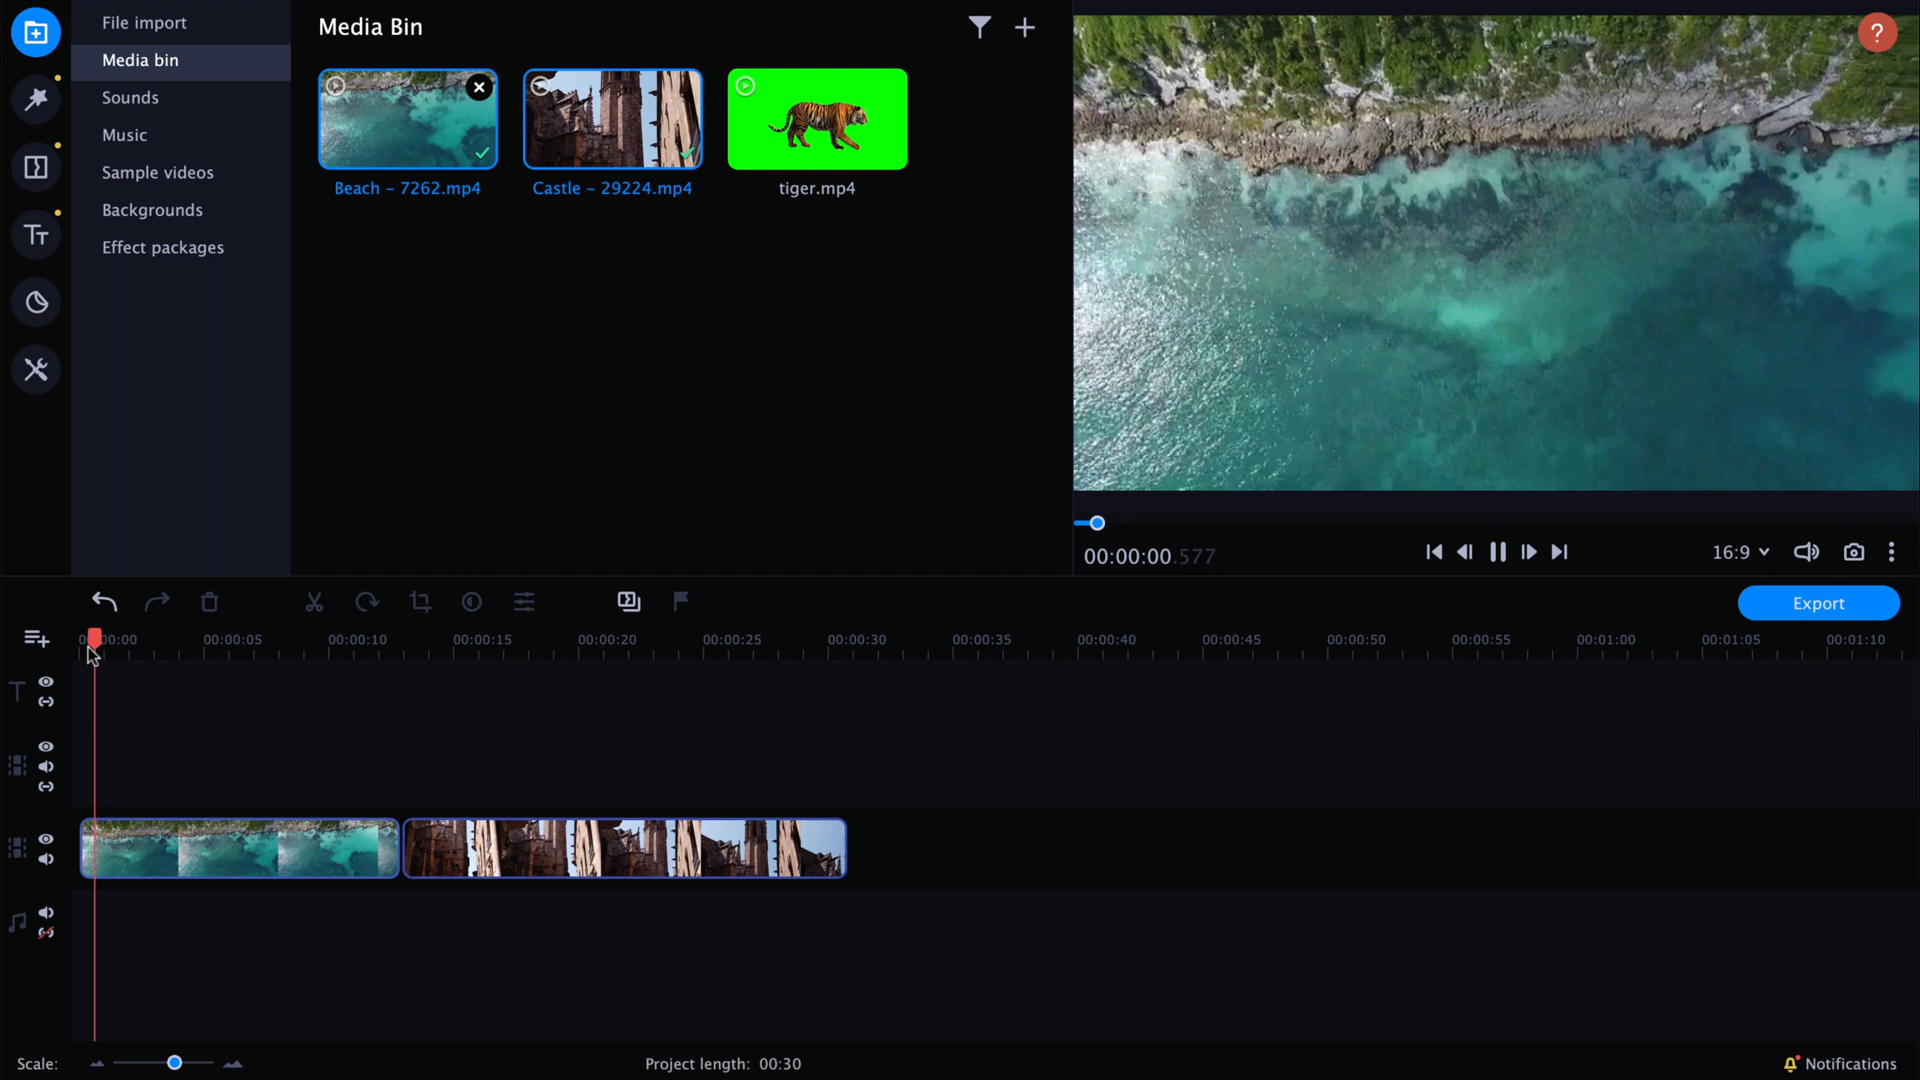 File import
Media bin
Sounds
Music
Sample videos
Backgrounds
Effect packages
Media Bin
Beach – 7262.mp4
Castle – 29224.mp4
tiger.mp4
?
00:00:00.577
16:9
Export
00:00:05
00:00:10
00:00:15
00:00:20
00:00:25
00:00:30
00:00:35
00:00:40
00:00:45
00:00:50
00:00:55
00:01:00
00:01:05
00:01:10
Scale:
Project length: 00:30
Notifications